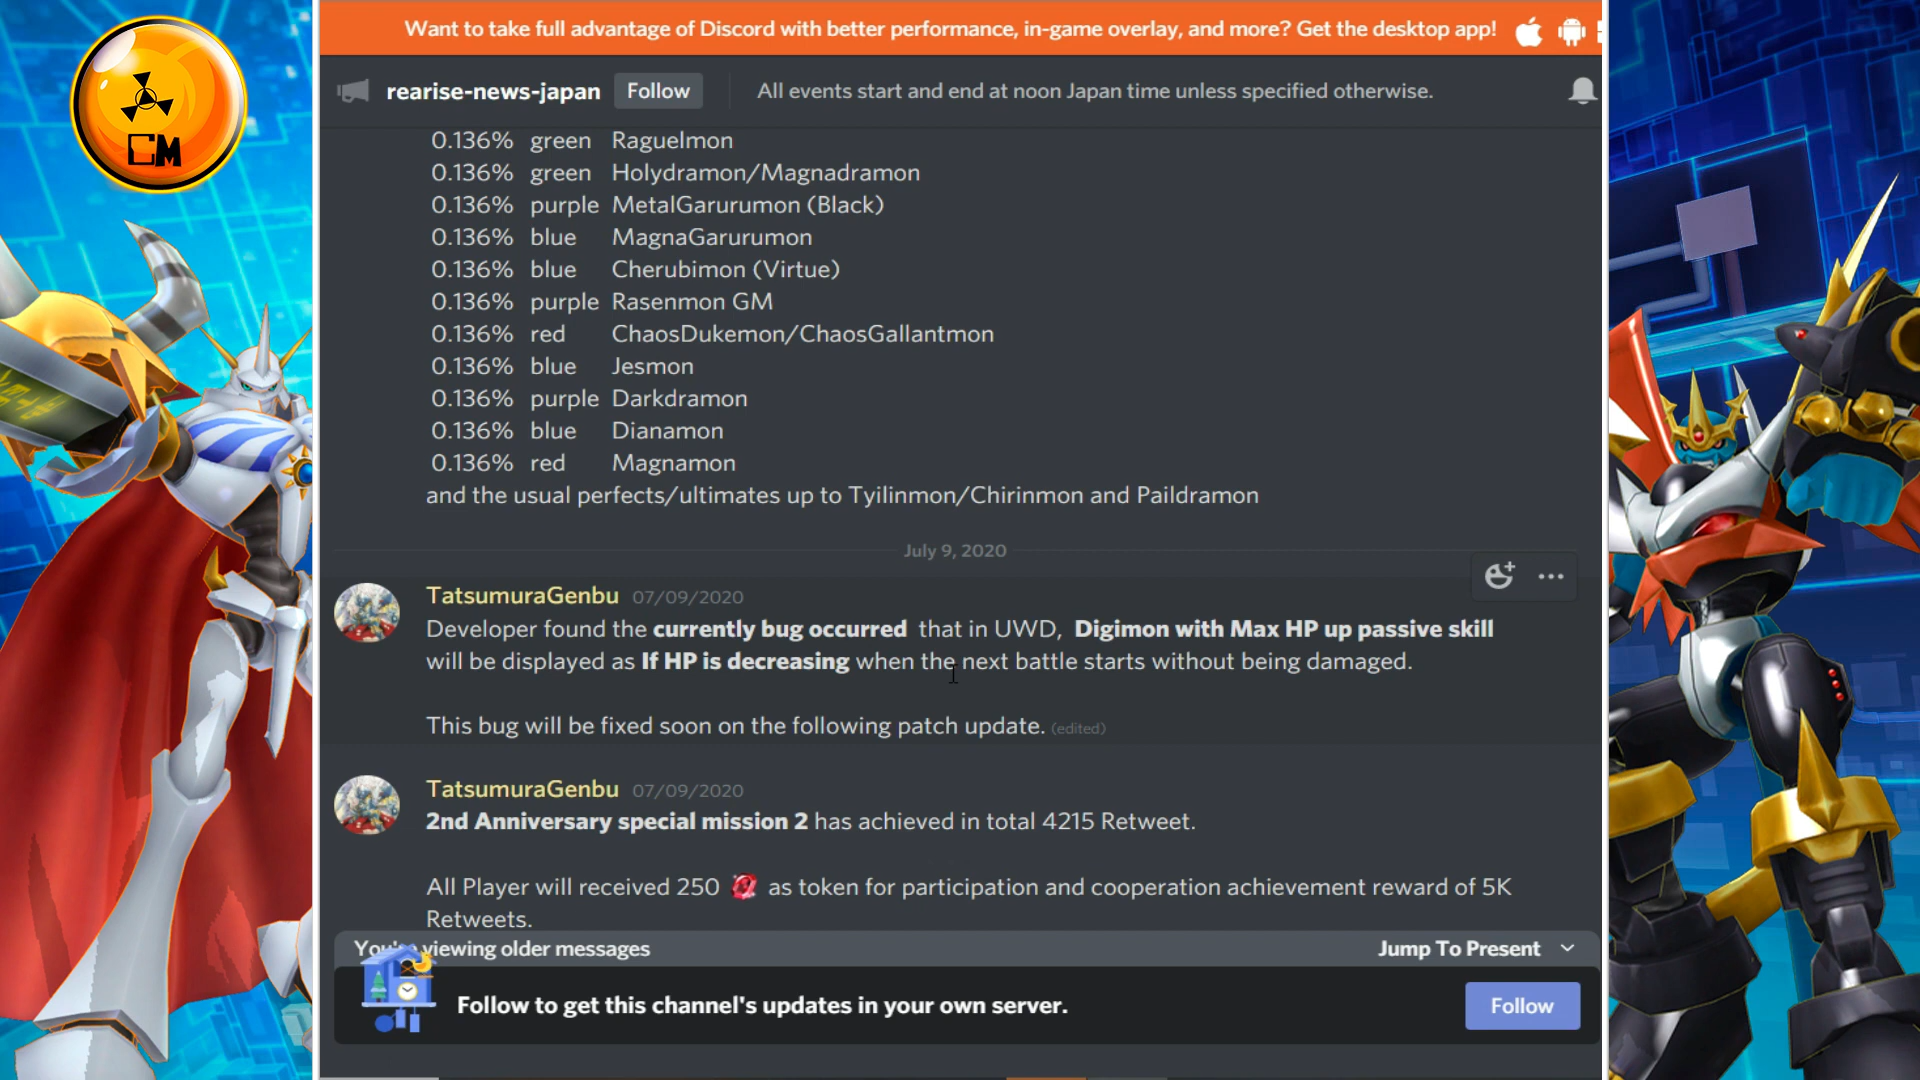 Want to take full advantage of Discord with better performance, in-game overlay, and more? Get the desktop app!
CM
rearise-news-japan Follow All events start and end at noon Japan time unless specified otherwise.
0.136% green Raguelmon
0.136% green Holydramon/Magnadramon
0.136% purple MetalGarurumon (Black)
0.136% blue MagnaGarurumon
0.136% blue Cherubimon (Virtue)
0.136% purple Rasenmon GM
0.136% red ChaosDukemon/ChaosGallantmon
0.136% blue Jesmon
0.136% purple Darkdramon
0.136% blue Dianamon
0.136% red Magnamon
and the usual perfects/ultimates up to Tyilinmon/Chirinmon and Paildramon
July 9, 2020
TatsumuraGenbu 07/09/2020
Developer found the currently bug occurred that in UWD, Digimon with Max HP up passive skill
will be displayed as If HP is decreasing when the next battle starts without being damaged.
This bug will be fixed soon on the following patch update. (edited)
TatsumuraGenbu 07/09/2020
2nd Anniversary special mission 2 has achieved in total 4215 Retweet.
All Player will received 250 as token for participation and cooperation achievement reward of 5K
Retweets.
You're viewing older messages Jump To Present
Follow to get this channel's updates in your own server. Follow